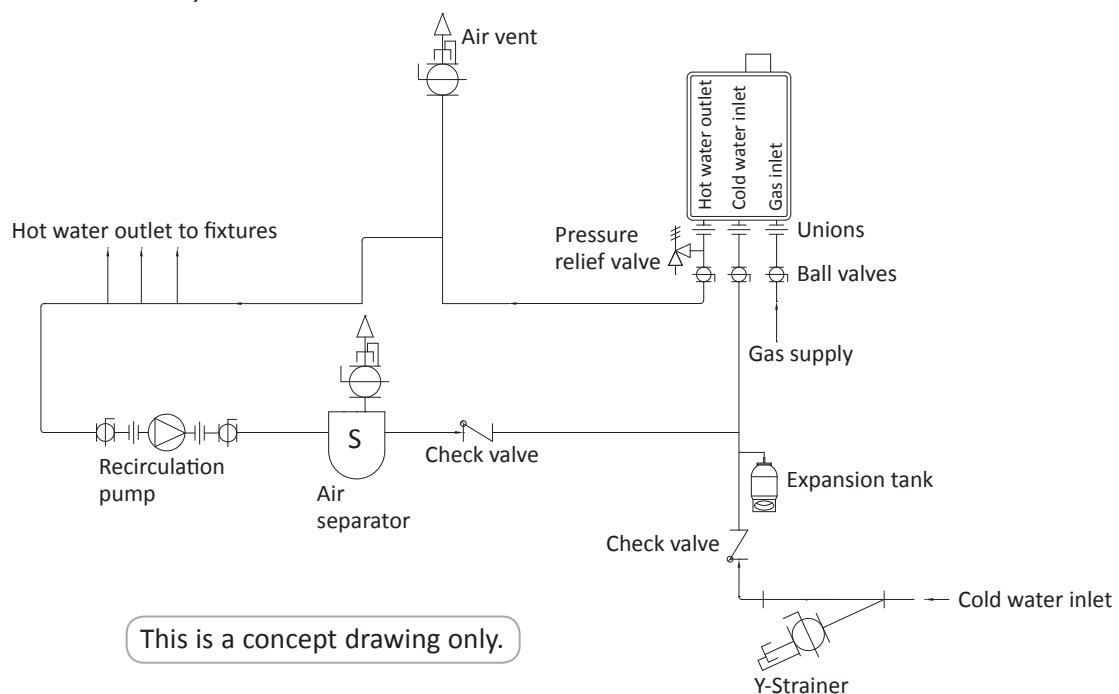 Air vent
Hot water outlet
Cold water inlet
Gas inlet
Hot water outlet to fixtures
Pressure
relief valve
Unions
Ball valves
Gas supply
S
Recirculation
pump
Air
separator
Check valve
Expansion tank
Check valve
Cold water inlet
This is a concept drawing only.
Y-Strainer